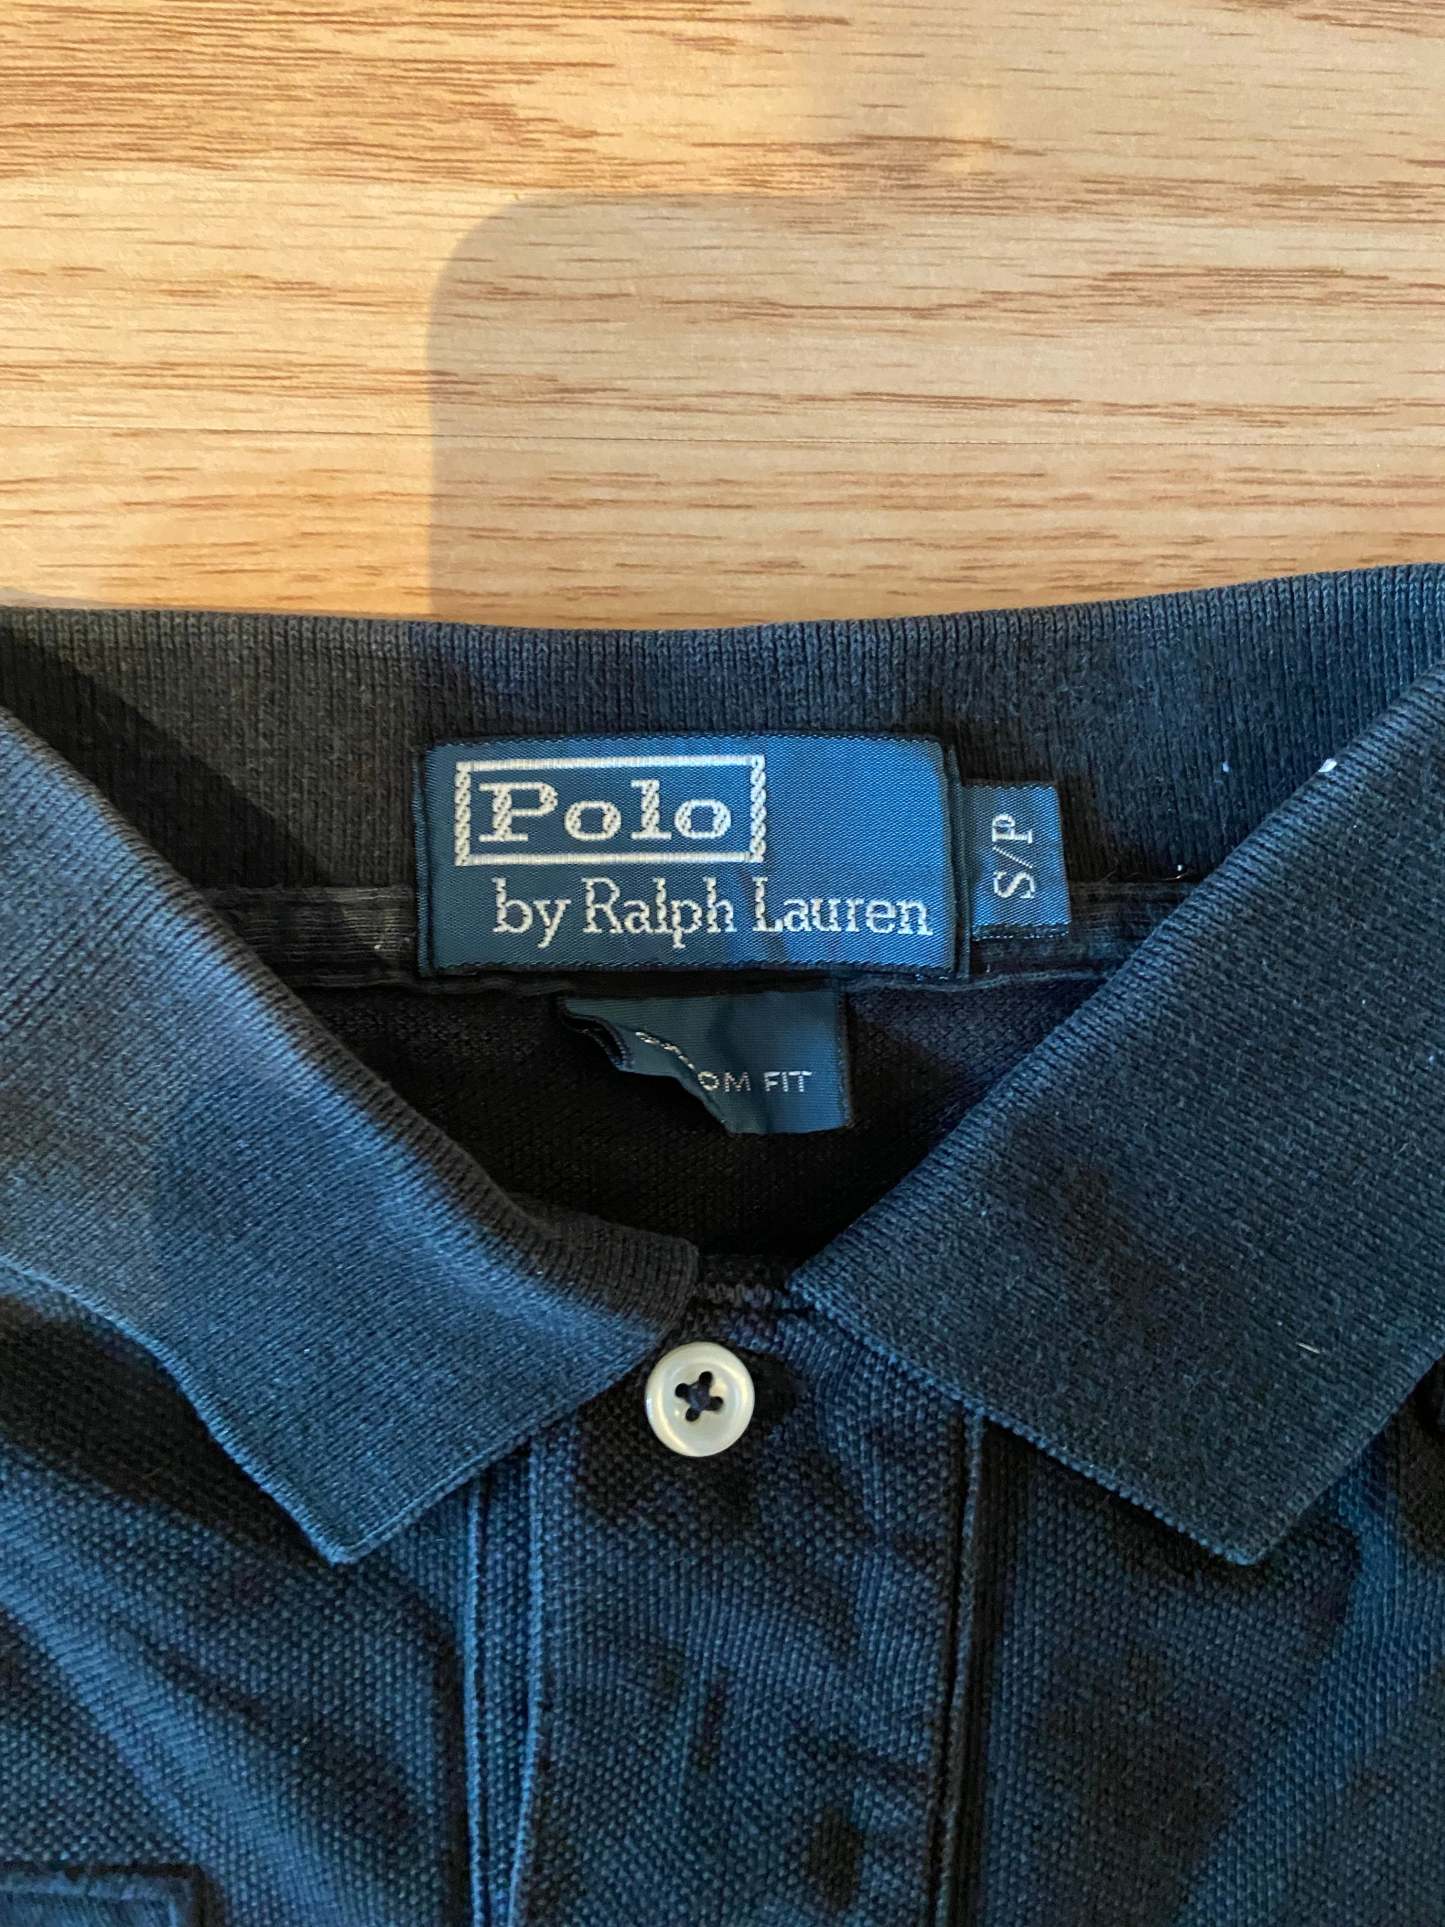 Polo
by Ralph Lauren
S/P
OM FIT